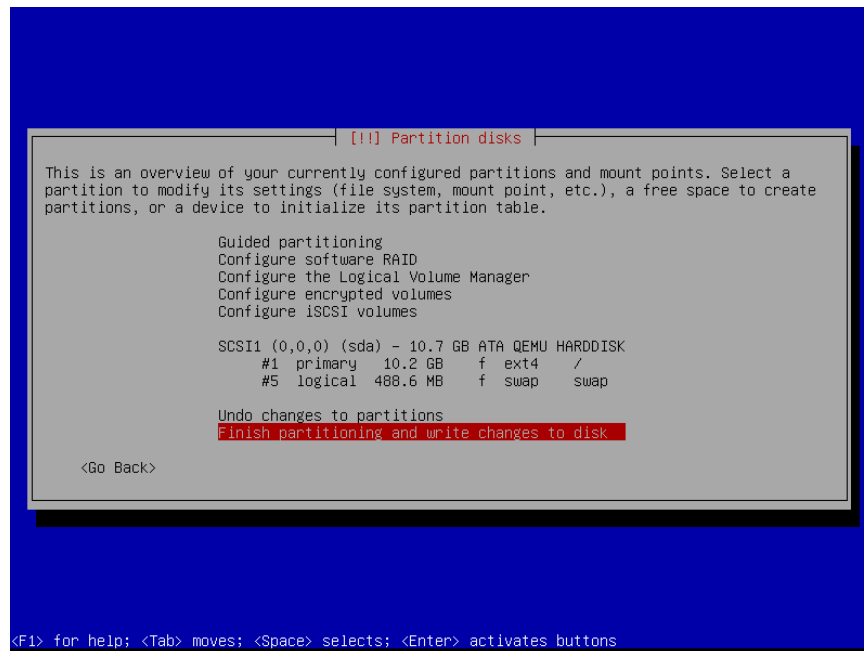 [!!] Partition disks
This is an overview of your currently configured partitions and mount points. Select a
partition to modify its settings (file system, mount point, etc.), a free space to create
partitions, or a device to initialize its partition table.
Guided partitioning
Configure software RAID
Configure the Logical Volume Manager
Configure encrypted volumes
Configure iSCSI volumes
SCSI1 (0,0,0) (sda) - 10.7 GB ATA QEMU HARDDISK
#1 primary 10.2 GB f ext4 /
#5 logical 488.6 MB f swap swap
Undo changes to partitions
Finish partitioning and write changes to disk
<Go Back>
<F1> for help; <Tab> moves; <Space> selects; <Enter> activates buttons